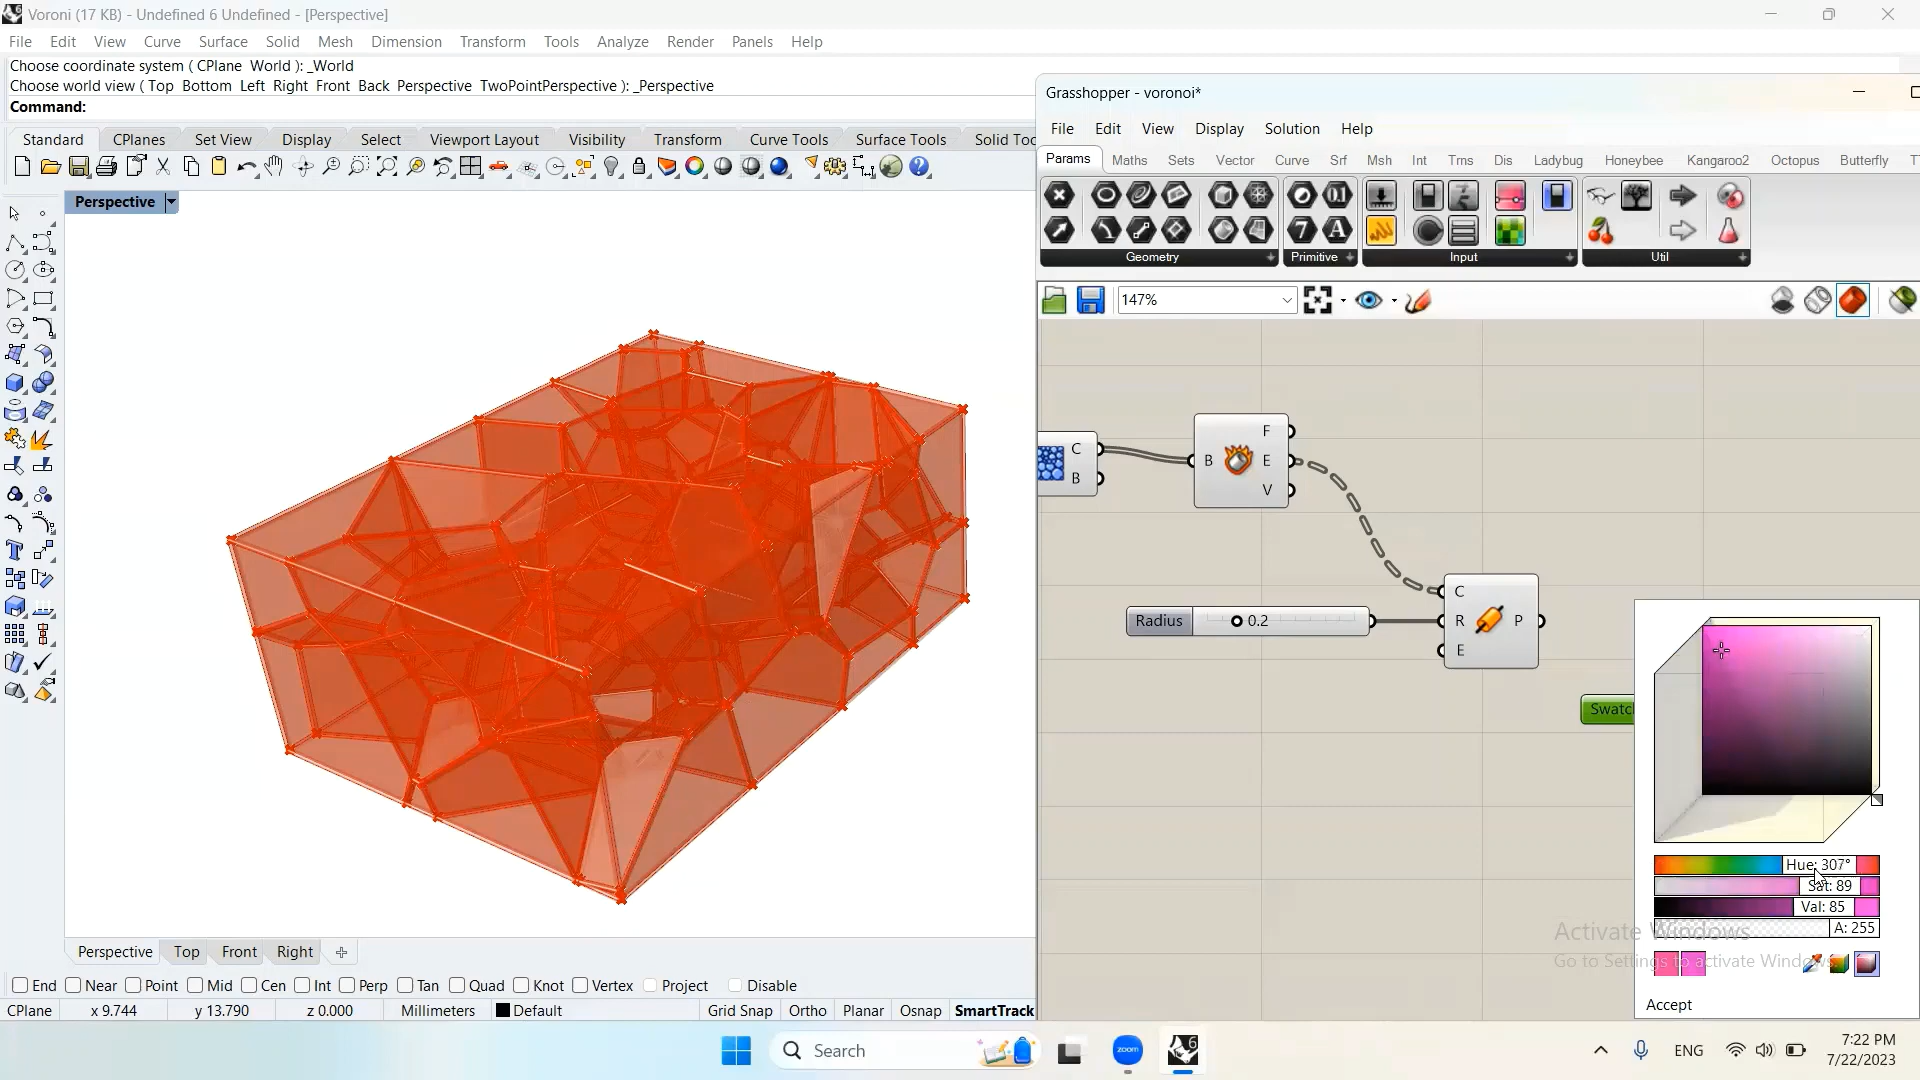 Voroni (17 KB) - Undefined 6 Undefined - [Perspective]
File Edit View Curve Surface Solid Mesh Dimension Transform Tools Analyze Render Panels Help
Choose coordinate system ( CPlane World ): _World
Choose world view ( Top Bottom Left Right Front Back Perspective TwoPointPerspective ): _Perspective
Command:
Standard CPlanes Set View Display Select Viewport Layout Visibility Transform Curve Tools Surface Tools Solid Too
Perspective
Grasshopper - voronoi*
File Edit View Display Solution Help
Params Maths Sets Vector Curve Srf Msh Int Trns Dis Ladybug Honeybee Kangaroo2 Octopus Butterfly
Geometry Primitive Input Util
147%
C
B
B
F
E
V
Radius 0.2
C
R
E
P
Swatch
Hue: 307°
Sat: 89
Val: 85
A: 255
Activate Windows
Go to Settings to activate Windows.
Accept
Perspective Top Front Right
End Near Point Mid Cen Int Perp Tan Quad Knot Vertex Project Disable
CPlane x 9.744 y 13.790 z 0.000 Millimeters Default Grid Snap Ortho Planar Osnap SmartTrack
Search
zoom
6
ENG
7:22 PM
7/22/2023